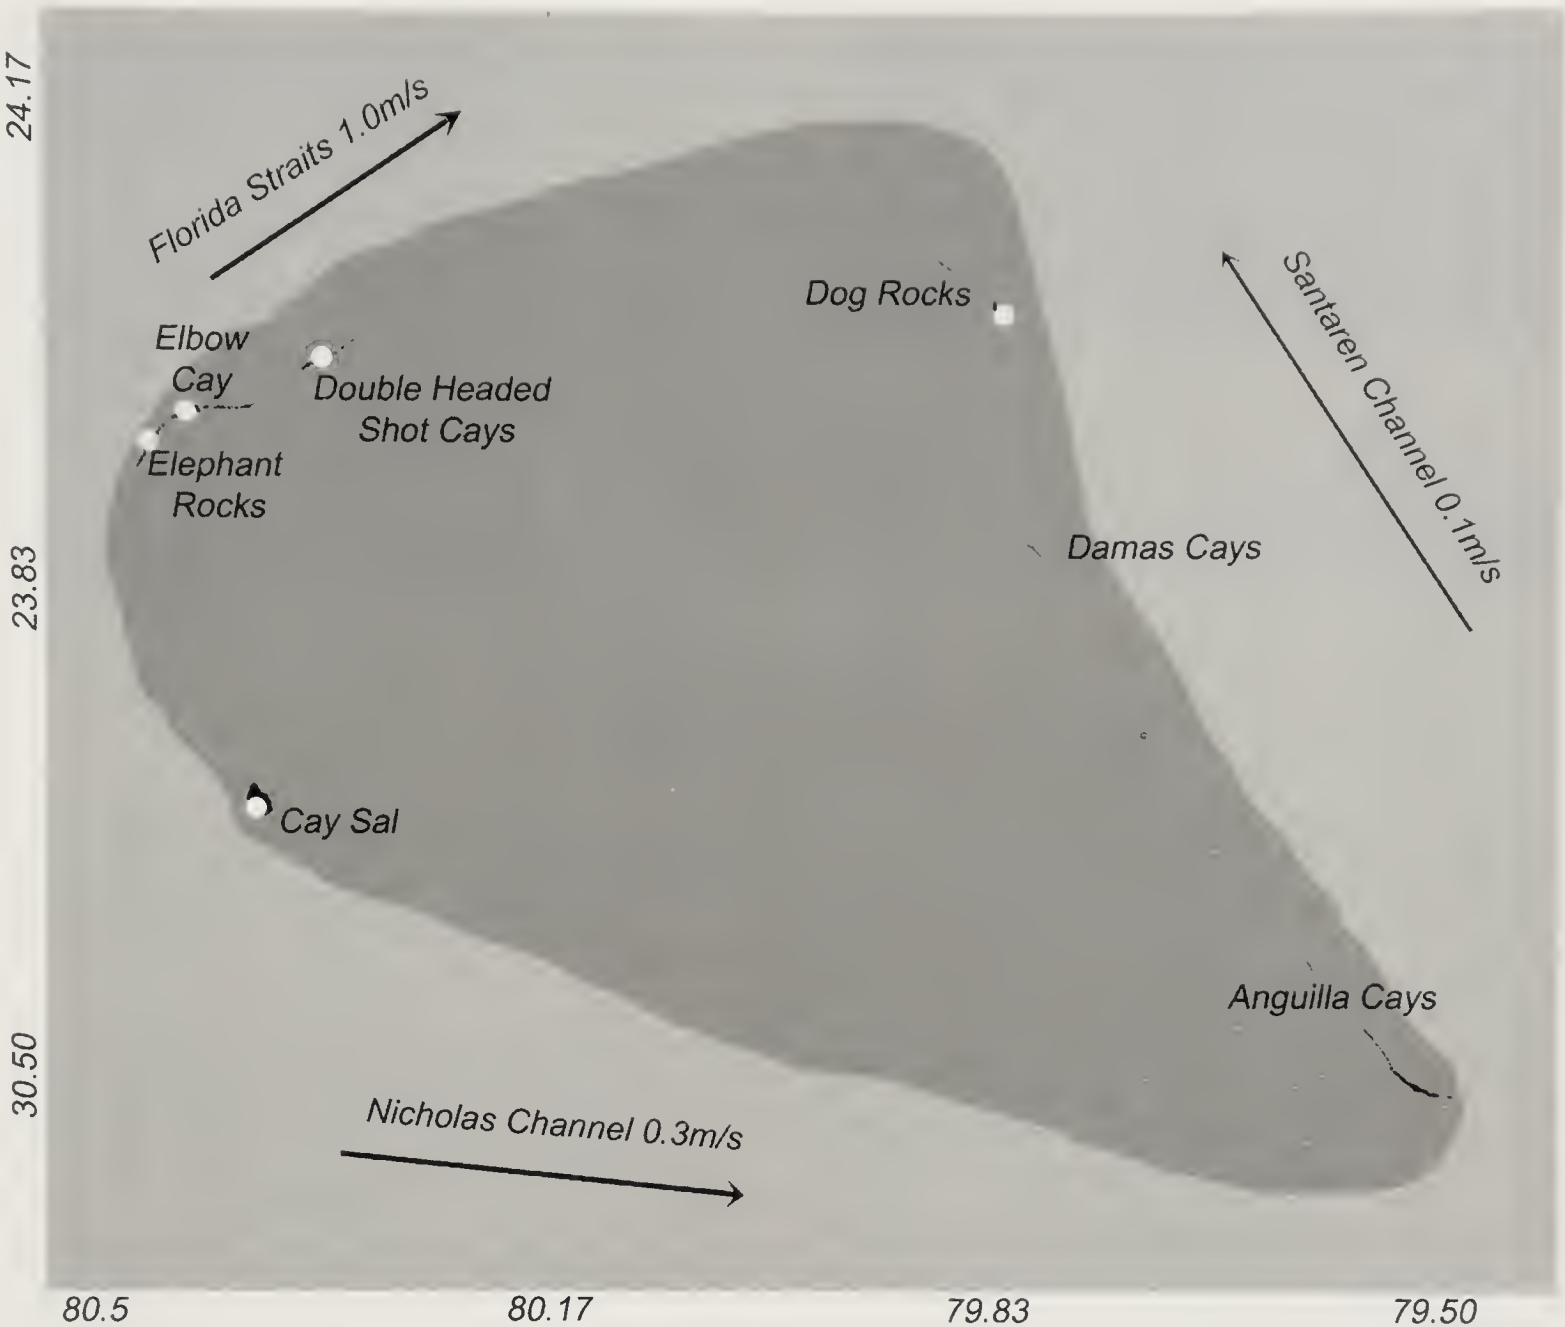 24.17
Florida Straits 1.0m/s
Santaren Channel 0.1m/s
Dog Rocks
Elbow
Cay
Double Headed
Shot Cays
Elephant
Rocks
23.83
Damas Cays
Cay Sal
Anguilla Cays
30.50
Nicholas Channel 0.3m/s
80.5
80.17
79.83
79.50